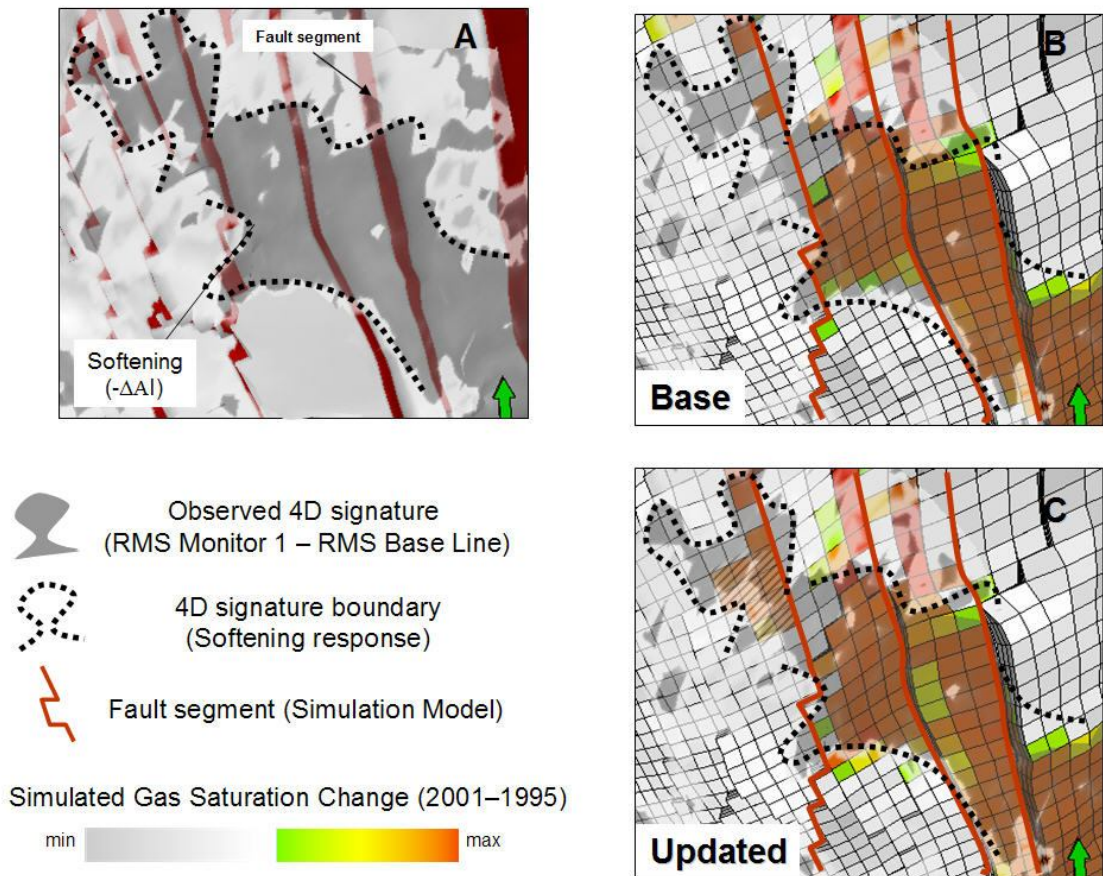 Fault segment
A
Softening
(-ΔAI)
B
Base
Observed 4D signature
(RMS Monitor 1 – RMS Base Line)
4D signature boundary
(Softening response)
Fault segment (Simulation Model)
Simulated Gas Saturation Change (2001–1995)
min
max
C
Updated